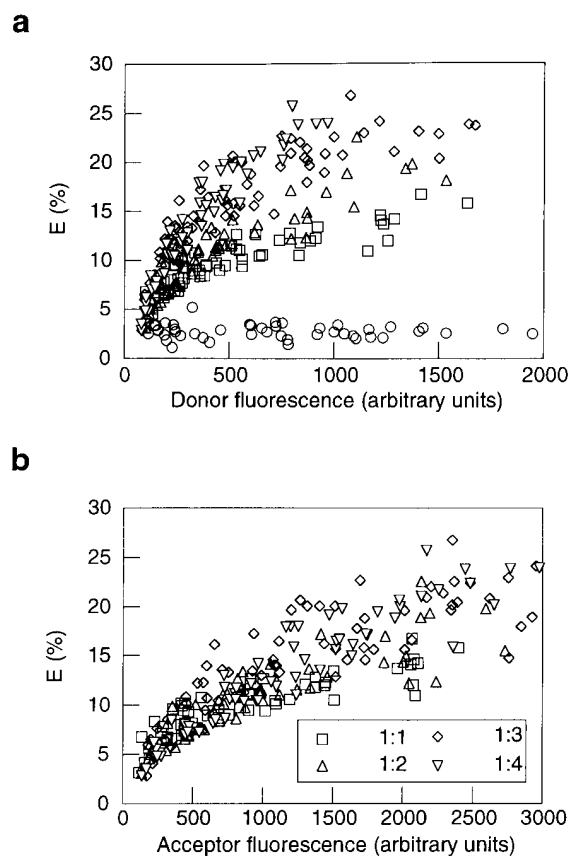 a
30
25
20
15
10
5
0
E (%)
0 500 1000 1500 2000
Donor fluorescence (arbitrary units)
b
30
25
20
15
10
5
0
E (%)
1:1 1:3
1:2 1:4
0 500 1000 1500 2000 2500 3000
Acceptor fluorescence (arbitrary units)